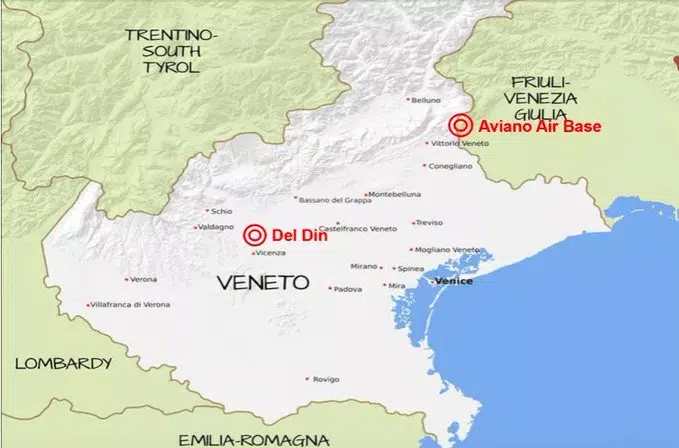 TRENTINO-
SOUTH
TYROL
FRIULI-
VENEZIA
GIULIA
Belluno
Aviano Air Base
Vittorio Veneto
Conegliano
Bassano del Grappa
Montebelluna
Schio
Valdagno
Castelfranco Veneto
Treviso
Del Din
Vicenza
Mogliano Veneto
Mirano
Spinea
Verona
VENETO
Padova
Mira
Venice
Villafranca di Verona
LOMBARDY
Rovigo
EMILIA-ROMAGNA